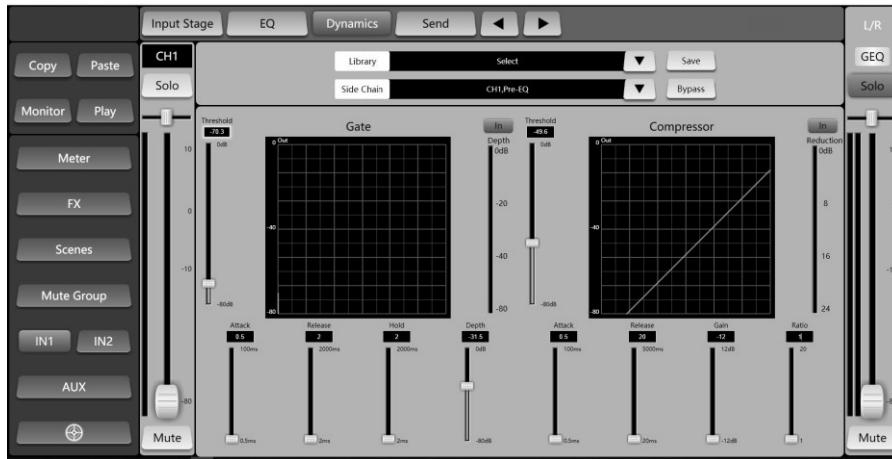 Input Stage EQ Dynamics Send L/R
Copy Paste CH1 Library Select Save GEQ
Solo Side Chain CH1,Pre-EQ Bypass Solo
Monitor Play
Threshold Gate In Threshold Compressor In
-70.3 Depth -49.6 Reduction
0dB 0 Out 0dB 0dB 0 Out 0dB
Meter 10
-20
FX 0 8
-40 -40 -40
Scenes 16
-10
Mute Group -80dB -80 -80 -80dB -80 24
Attack Release Hold Depth Attack Release Gain Ratio
IN1 IN2 0.5 2 2 -31.5 0.5 20 -12 1
100ms 2000ms 2000ms 0dB 100ms 5000ms 12dB 20
AUX -80
Mute 0.5ms 2ms 2ms -80dB 0.5ms 20ms -12dB 1 Mute